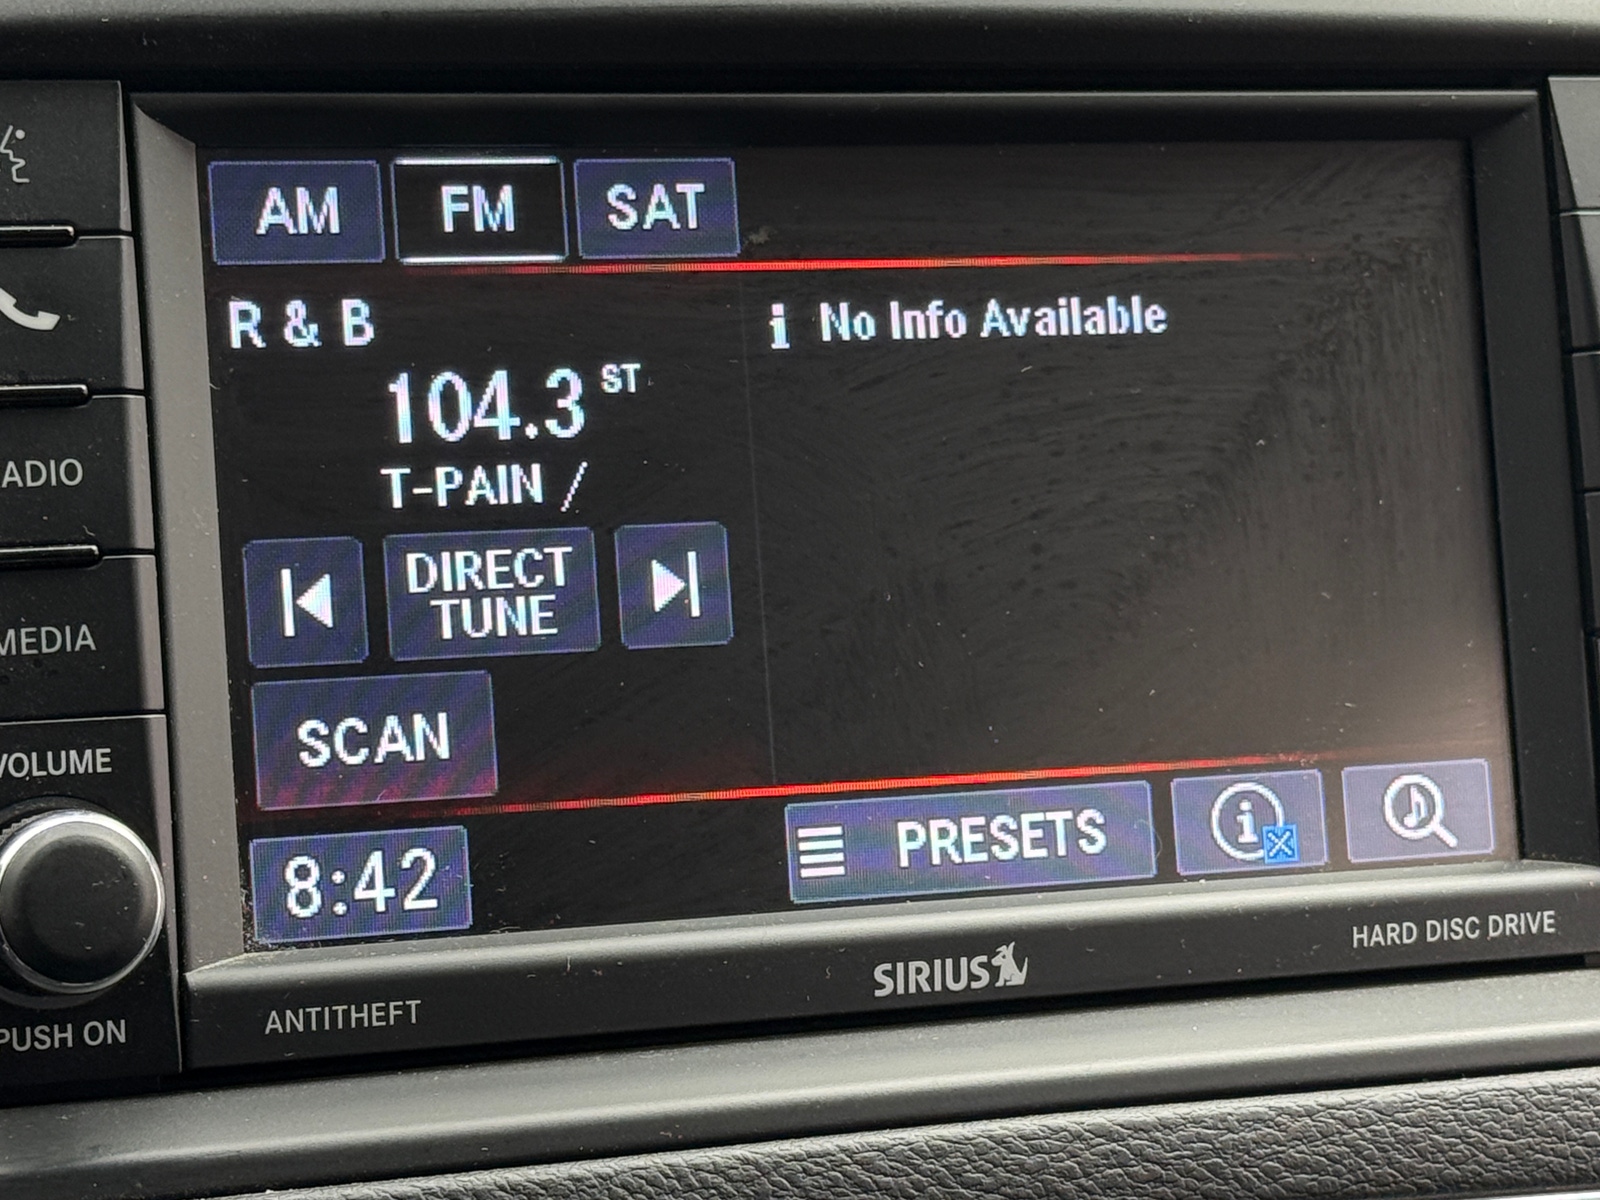 AM FM SAT
R & B
i No Info Available
104.3 ST
T-PAIN /
DIRECT
TUNE
SCAN
8:42
PRESETS
i
ADIO
MEDIA
VOLUME
PUSH ON
ANTITHEFT
SIRIUS
HARD DISC DRIVE